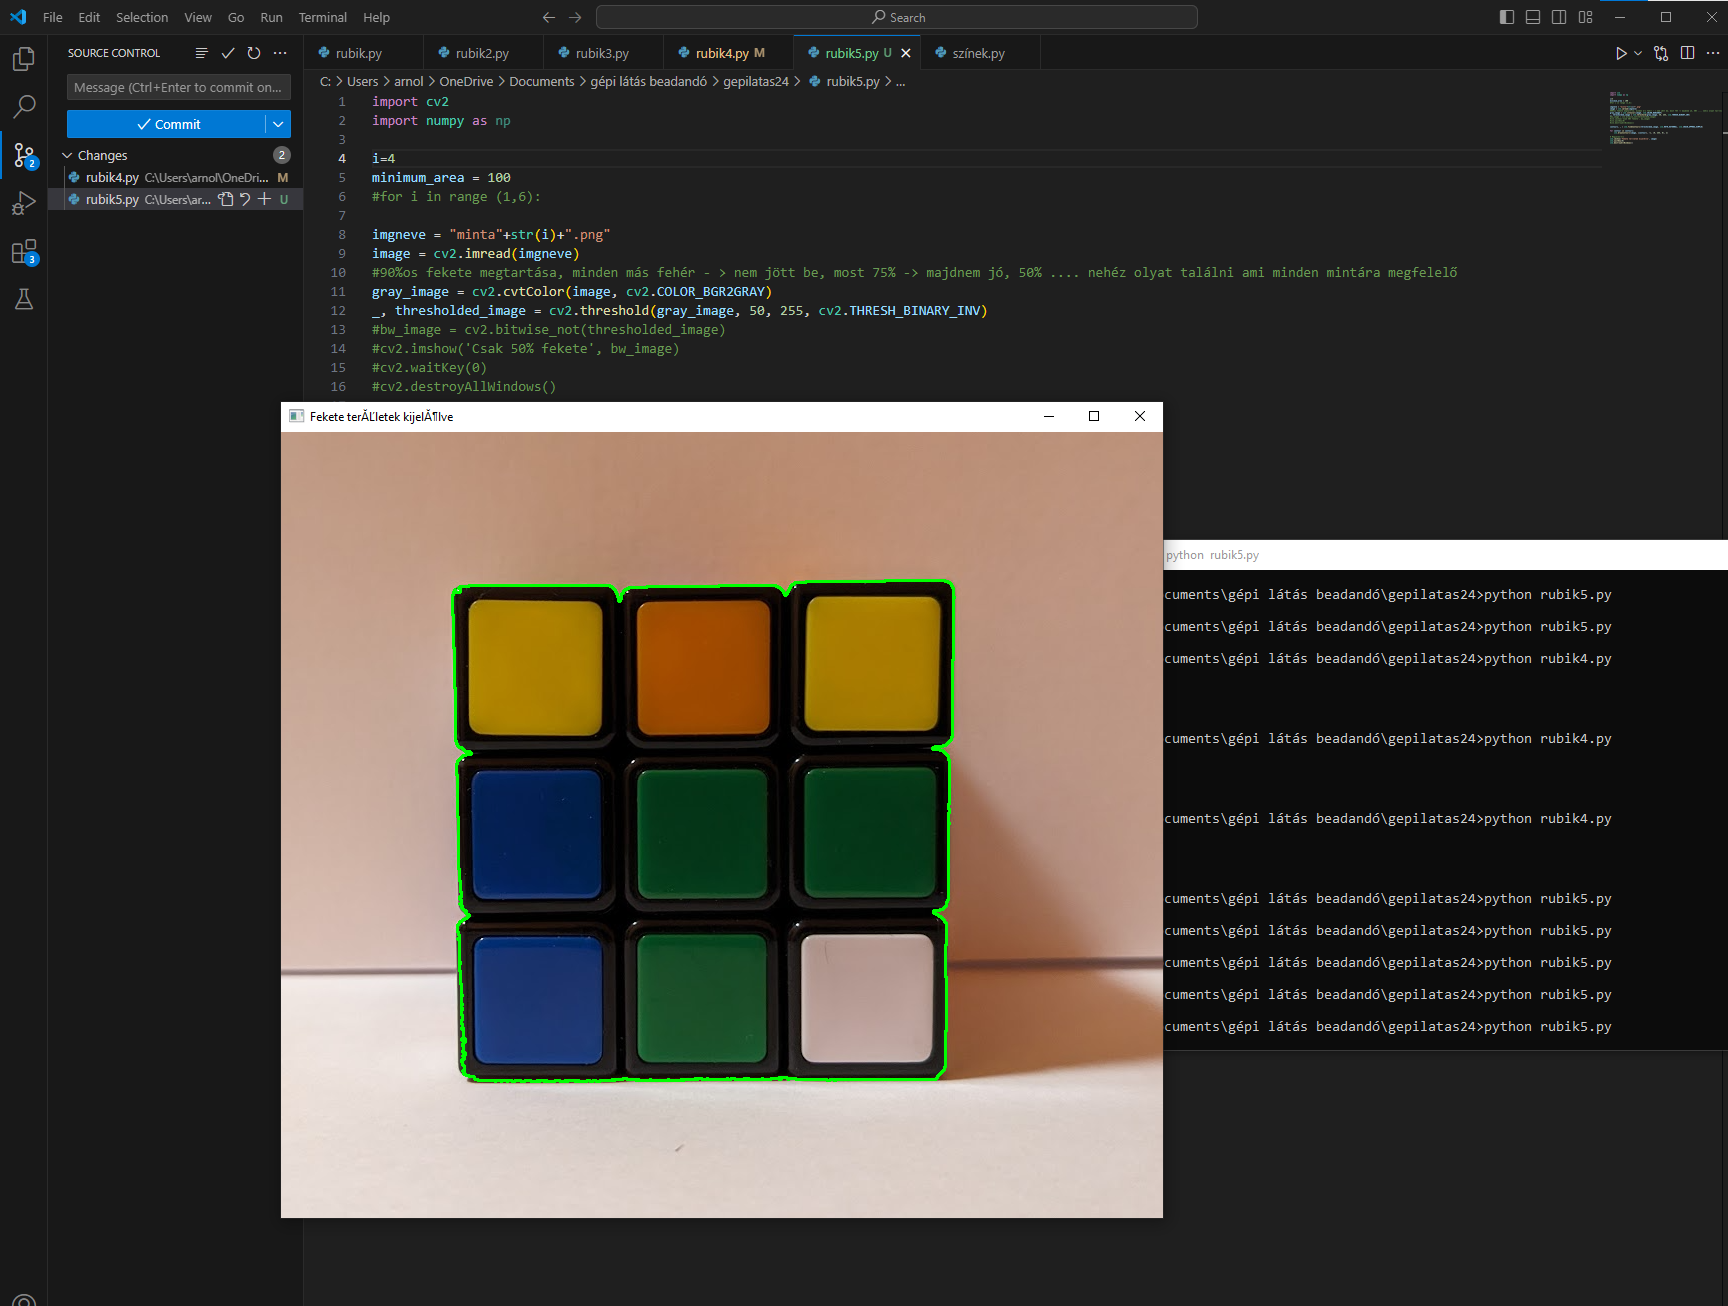 File Edit Selection View Go Run Terminal Help
Search
SOURCE CONTROL
Message (Ctrl+Enter to commit on...
Commit
Changes 2
rubik4.py C:\Users\arnol\OneDri... M
rubik5.py C:\Users\ar... U
2
3
rubik.py rubik2.py rubik3.py rubik4.py M rubik5.py U színek.py
C: > Users > arnol > OneDrive > Documents > gépi látás beadandó > gepilatas24 > rubik5.py > ...
1 import cv2
2 import numpy as np
3
4 i=4
5 minimum_area = 100
6 #for i in range (1,6):
7
8 imgneve = "minta"+str(i)+".png"
9 image = cv2.imread(imgneve)
10 #90%os fekete megtartása, minden más fehér - > nem jött be, most 75% -> majdnem jó, 50% .... nehéz olyat találni ami minden mintára megfelelő
11 gray_image = cv2.cvtColor(image, cv2.COLOR_BGR2GRAY)
12 _, thresholded_image = cv2.threshold(gray_image, 50, 255, cv2.THRESH_BINARY_INV)
13 #bw_image = cv2.bitwise_not(thresholded_image)
14 #cv2.imshow('Csak 50% fekete', bw_image)
15 #cv2.waitKey(0)
16 #cv2.destroyAllWindows()
Fekete terĂĽletek kijelĂ¶lve
python rubik5.py
cuments\gépi látás beadandó\gepilatas24>python rubik5.py
cuments\gépi látás beadandó\gepilatas24>python rubik5.py
cuments\gépi látás beadandó\gepilatas24>python rubik4.py
cuments\gépi látás beadandó\gepilatas24>python rubik4.py
cuments\gépi látás beadandó\gepilatas24>python rubik4.py
cuments\gépi látás beadandó\gepilatas24>python rubik5.py
cuments\gépi látás beadandó\gepilatas24>python rubik5.py
cuments\gépi látás beadandó\gepilatas24>python rubik5.py
cuments\gépi látás beadandó\gepilatas24>python rubik5.py
cuments\gépi látás beadandó\gepilatas24>python rubik5.py